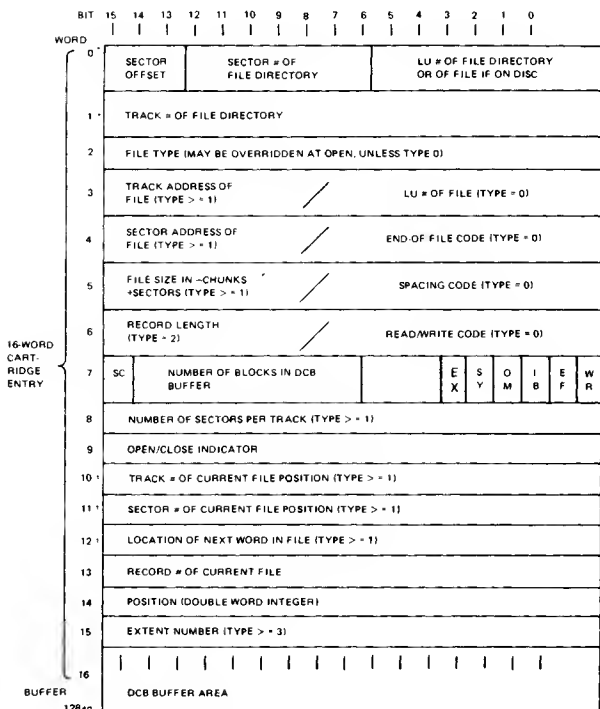 BIT 15 14 13 12 11 10 9 8 7 6 5 4 3 2 1 0
WORD
0
SECTOR OFFSET
SECTOR # OF FILE DIRECTORY
LU # OF FILE DIRECTORY OR OF FILE IF ON DISC
1 TRACK # OF FILE DIRECTORY
2 FILE TYPE (MAY BE OVERRIDDEN AT OPEN, UNLESS TYPE 0)
3 TRACK ADDRESS OF FILE (TYPE > = 1) / LU # OF FILE (TYPE = 0)
4 SECTOR ADDRESS OF FILE (TYPE > = 1) / END-OF FILE CODE (TYPE = 0)
5 FILE SIZE IN -CHUNKS +SECTORS (TYPE > = 1) / SPACING CODE (TYPE = 0)
6 RECORD LENGTH (TYPE = 2) / READ/WRITE CODE (TYPE = 0)
16-WORD
CART-
RIDGE
ENTRY
7 SC NUMBER OF BLOCKS IN DCB BUFFER EX SY OM IB EF WR
8 NUMBER OF SECTORS PER TRACK (TYPE > = 1)
9 OPEN/CLOSE INDICATOR
10 TRACK # OF CURRENT FILE POSITION (TYPE > = 1)
11 SECTOR # OF CURRENT FILE POSITION (TYPE > = 1)
12 LOCATION OF NEXT WORD IN FILE (TYPE > = 1)
13 RECORD # OF CURRENT FILE
14 POSITION (DOUBLE WORD INTEGER)
15 EXTENT NUMBER (TYPE > = 3)
16
BUFFER DCB BUFFER AREA